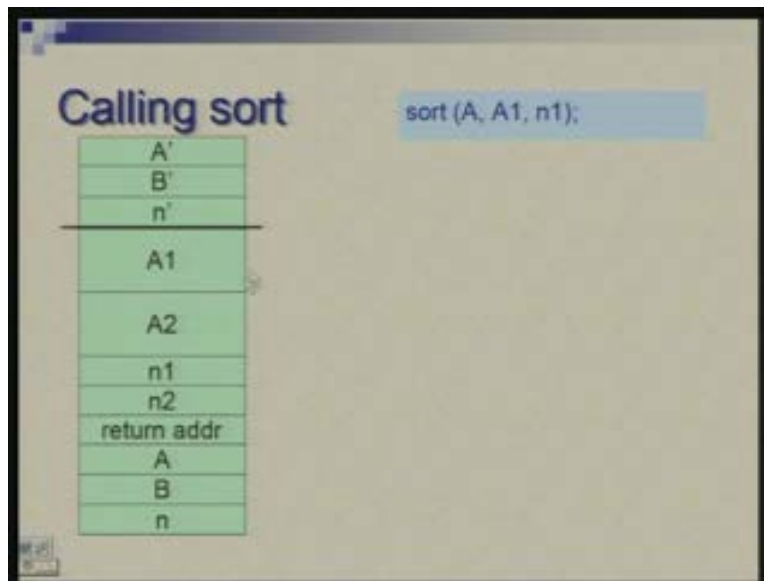 Calling sort
sort (A, A1, n1);
A'
B'
n'
A1
A2
n1
n2
return addr
A
B
n